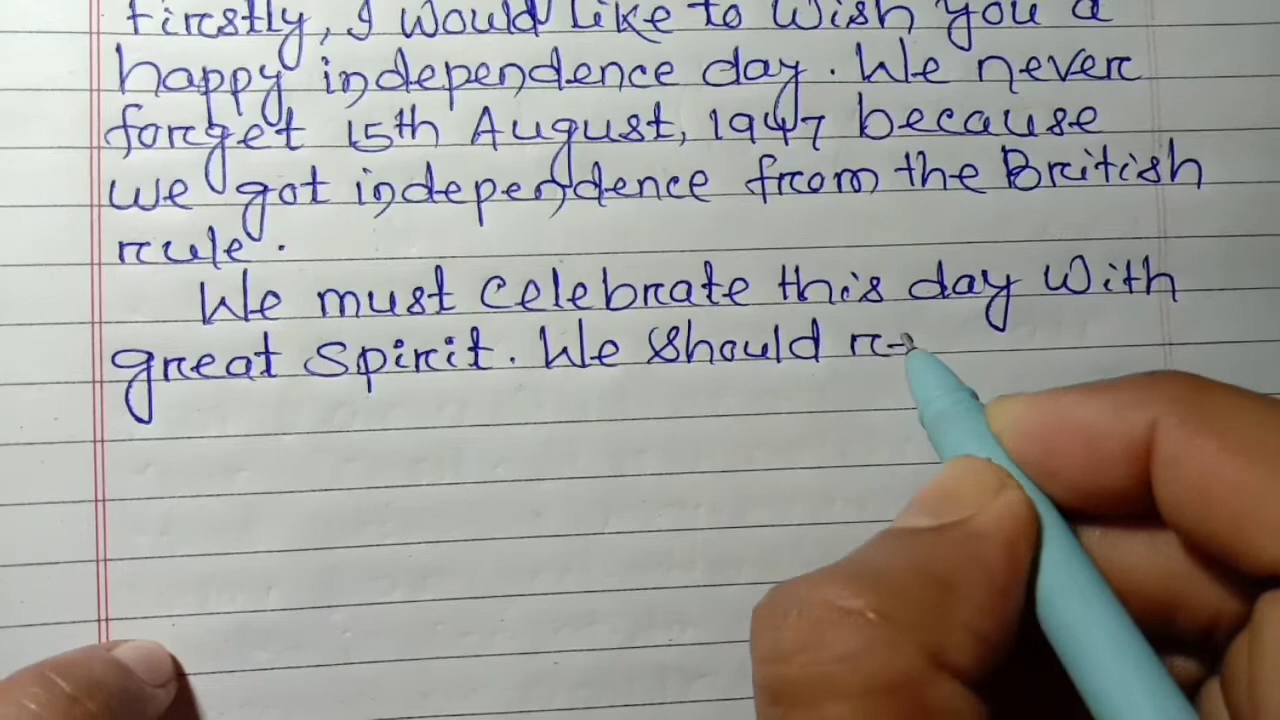 Firstly, I would like to wish you a
happy independence day. We never
forget 15th August, 1947 because
we got independence from the British
rule.
We must celebrate this day with
great spirit. We should